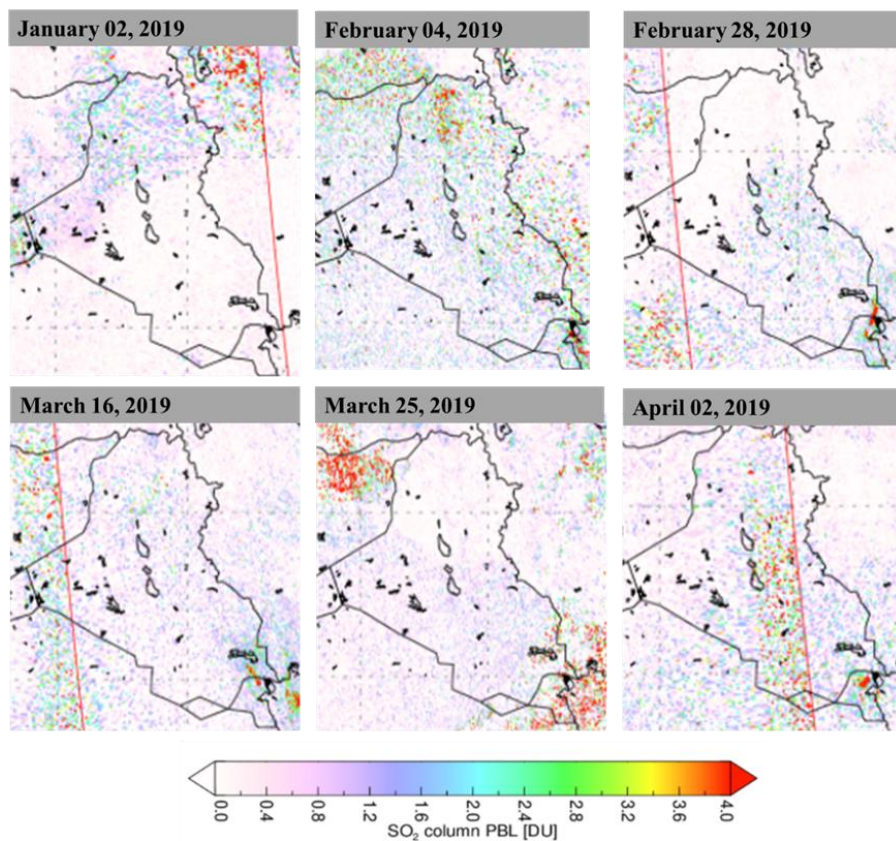 January 02, 2019
February 04, 2019
February 28, 2019
March 16, 2019
March 25, 2019
April 02, 2019
0.0 0.4 0.8 1.2 1.6 2.0 2.4 2.8 3.2 3.6 4.0
SO₂ column PBL [DU]